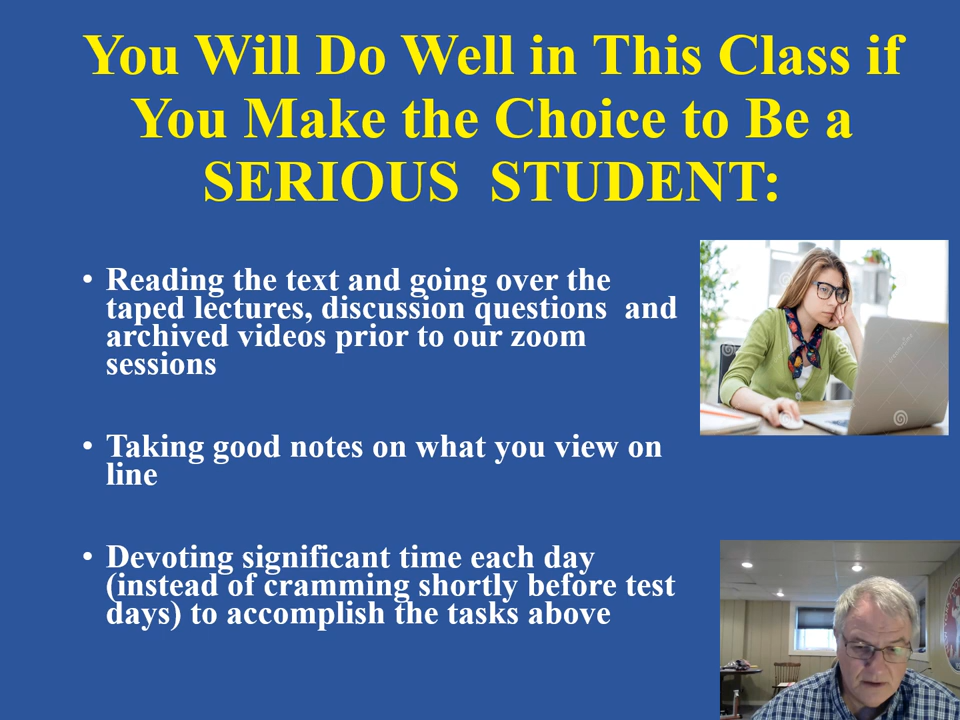 You Will Do Well in This Class if
You Make the Choice to Be a
SERIOUS  STUDENT:
• Reading the text and going over the
taped lectures, discussion questions  and
archived videos prior to our zoom
sessions
• Taking good notes on what you view on
line
• Devoting significant time each day
(instead of cramming shortly before test
days) to accomplish the tasks above